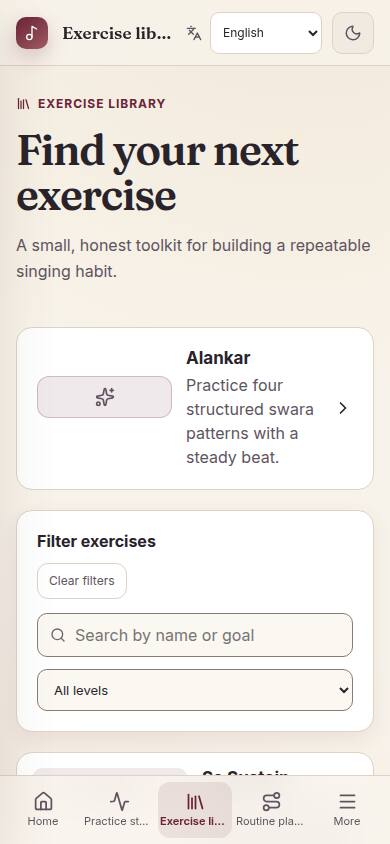 Exercise lib...
English
EXERCISE LIBRARY
Find your next
exercise
A small, honest toolkit for building a repeatable
singing habit.
Alankar
Practice four
structured swara
patterns with a
steady beat.
Filter exercises
Clear filters
Search by name or goal
All levels
Sa Sustain
Home
Practice st...
Exercise li...
Routine pla...
More